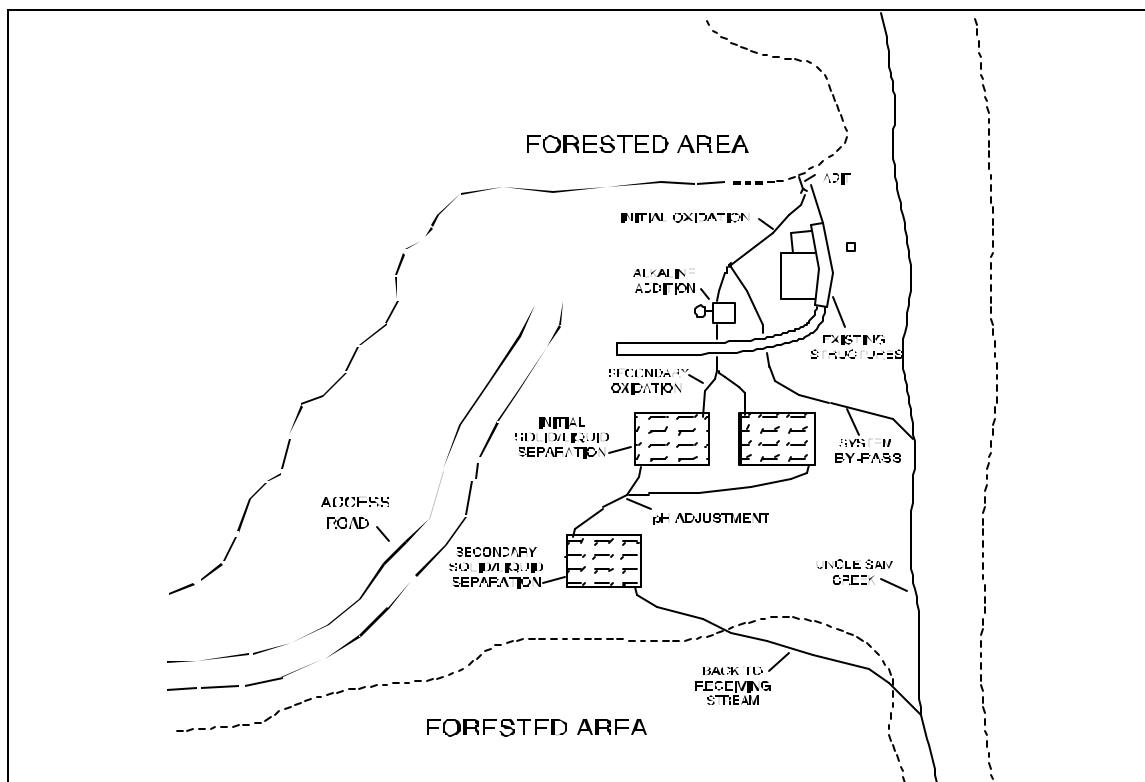 FORESTED AREA
ADIT
INITIAL OXIDATION
ALKALINE
ADDITION
EXISTING
STRUCTURES
SECONDARY
OXIDATION
INITIAL
SOLID/LIQUID
SEPARATION
SYSTEM
BY-PASS
ACCESS
ROAD
pH ADJUSTMENT
SECONDARY
SOLID/LIQUID
SEPARATION
UNCLE SAM
CREEK
BACK TO
RECEIVING
STREAM
FORESTED AREA